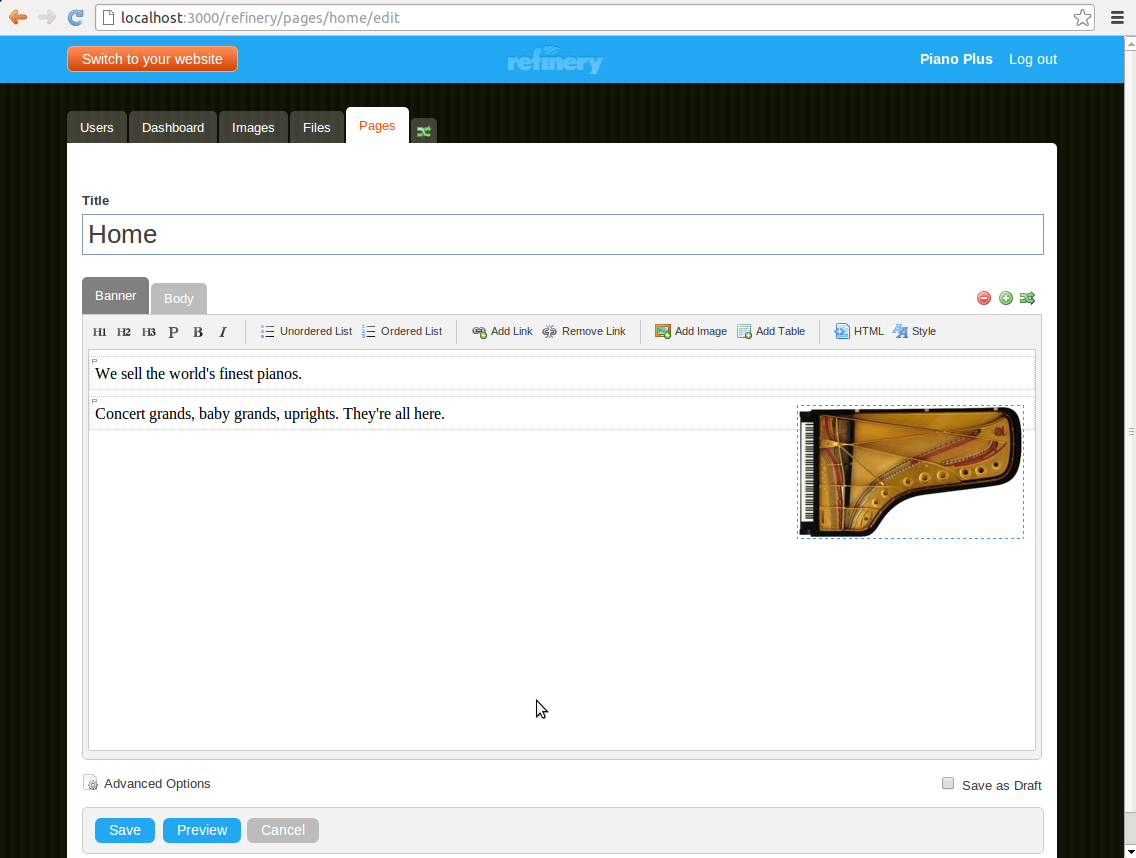 localhost:3000/refinery/pages/home/edit
Switch to your website
refinery
Piano Plus Log out
Users Dashboard Images Files Pages
Title
Home
Banner Body
H1 H2 H3 P B I Unordered List Ordered List Add Link Remove Link Add Image Add Table HTML Style
We sell the world's finest pianos.
Concert grands, baby grands, uprights. They're all here.
Advanced Options Save as Draft
Save Preview Cancel